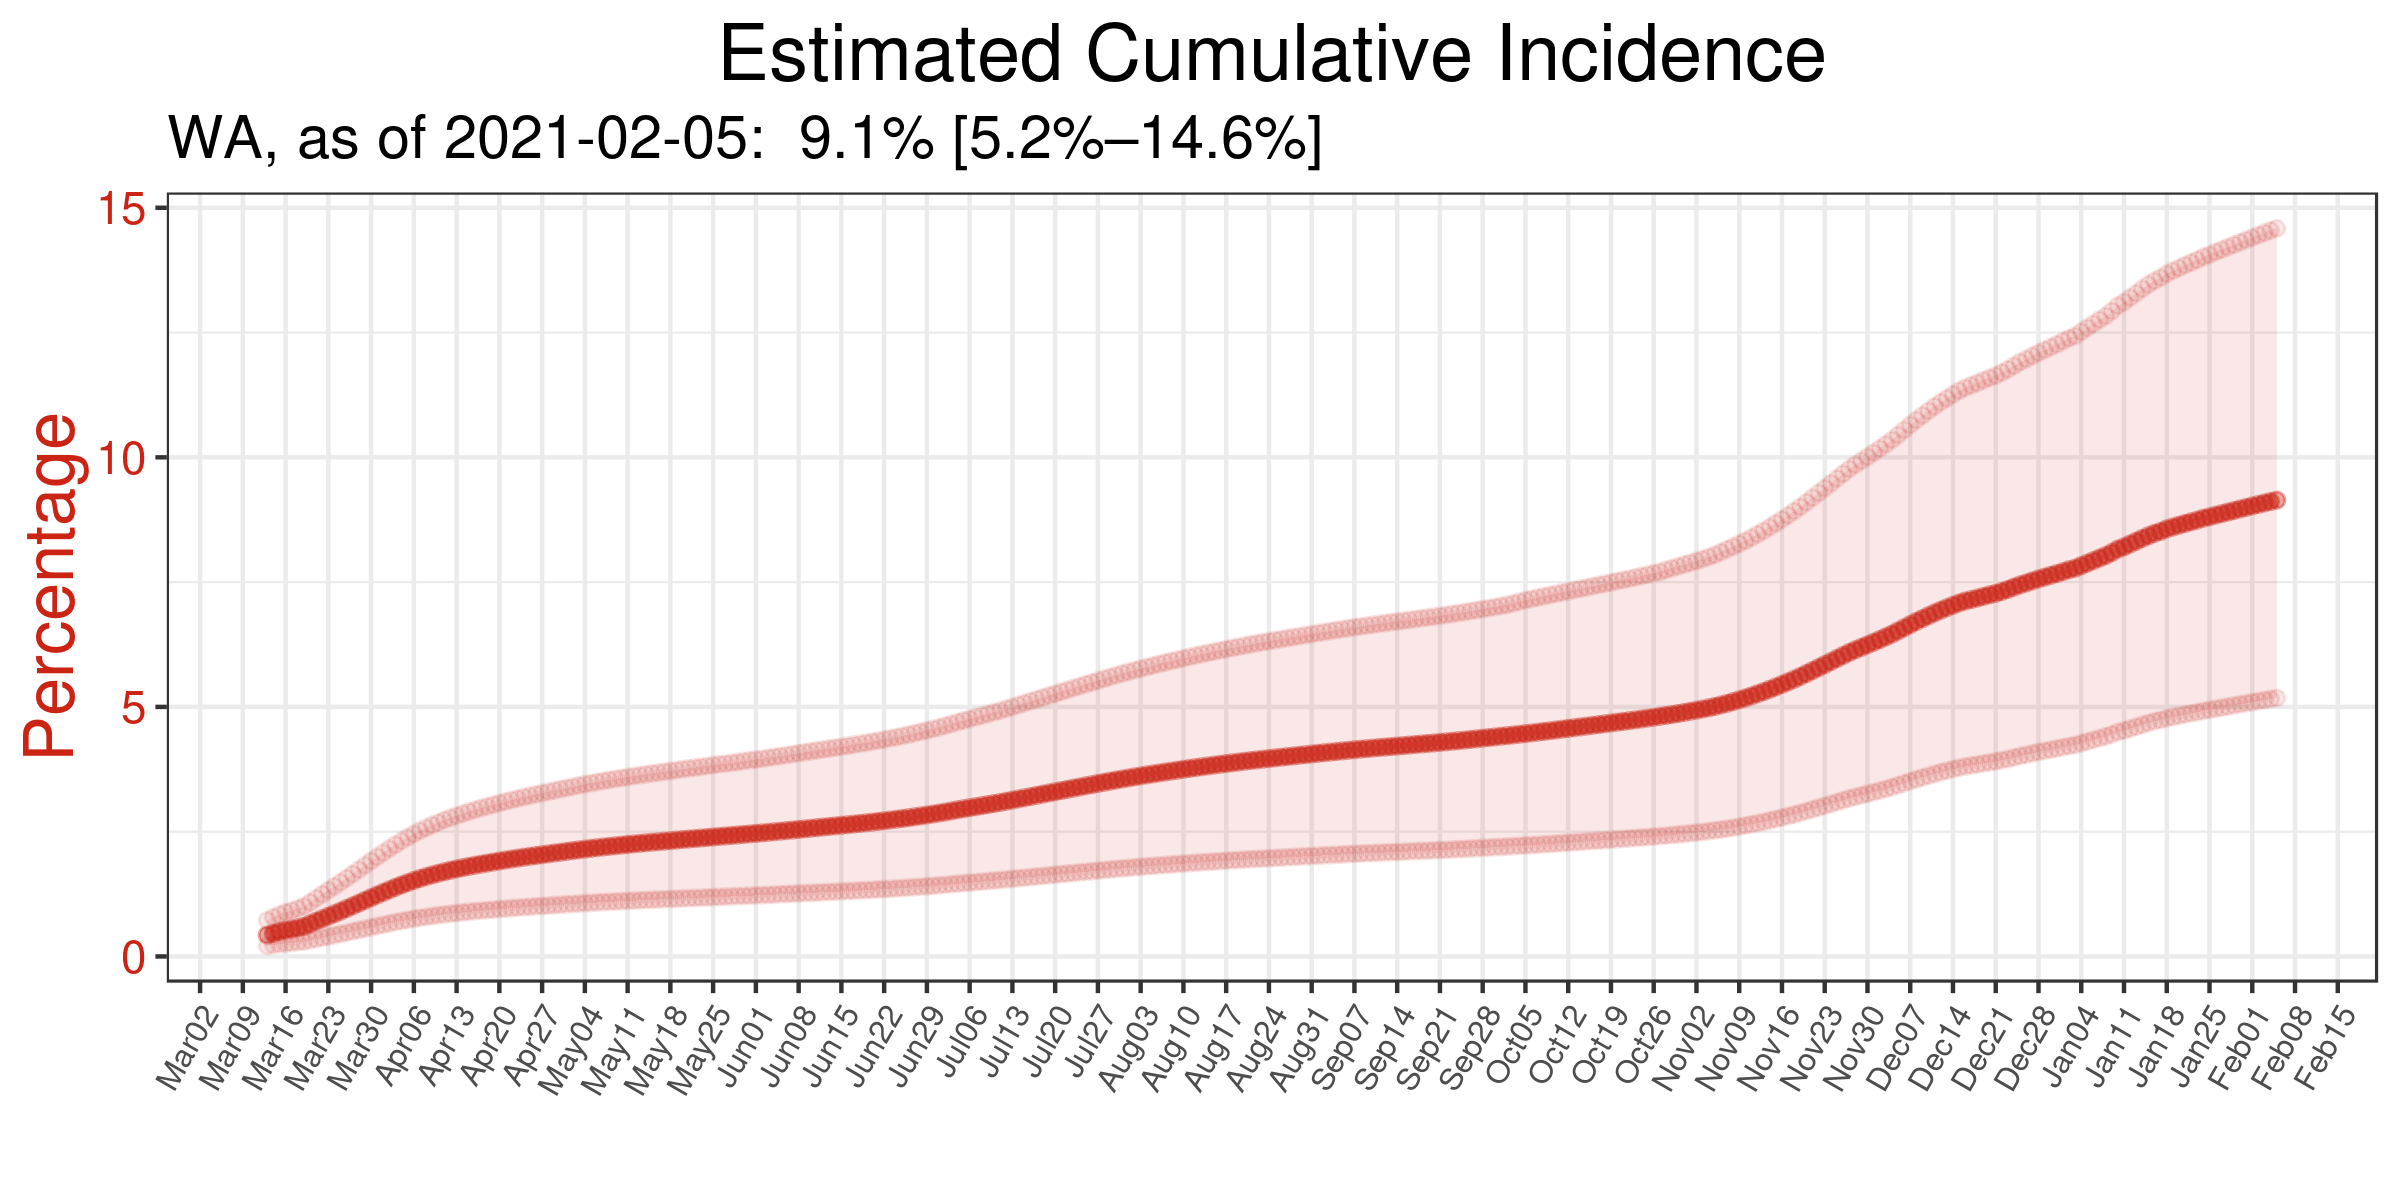 Estimated Cumulative Incidence
WA, as of 2021-02-05:  9.1% [5.2%–14.6%]
Percentage
15
10
5
0
Mar02
Mar09
Mar16
Mar23
Mar30
Apr06
Apr13
Apr20
Apr27
May04
May11
May18
May25
Jun01
Jun08
Jun15
Jun22
Jun29
Jul06
Jul13
Jul20
Jul27
Aug03
Aug10
Aug17
Aug24
Aug31
Sep07
Sep14
Sep21
Sep28
Oct05
Oct12
Oct19
Oct26
Nov02
Nov09
Nov16
Nov23
Nov30
Dec07
Dec14
Dec21
Dec28
Jan04
Jan11
Jan18
Jan25
Feb01
Feb08
Feb15